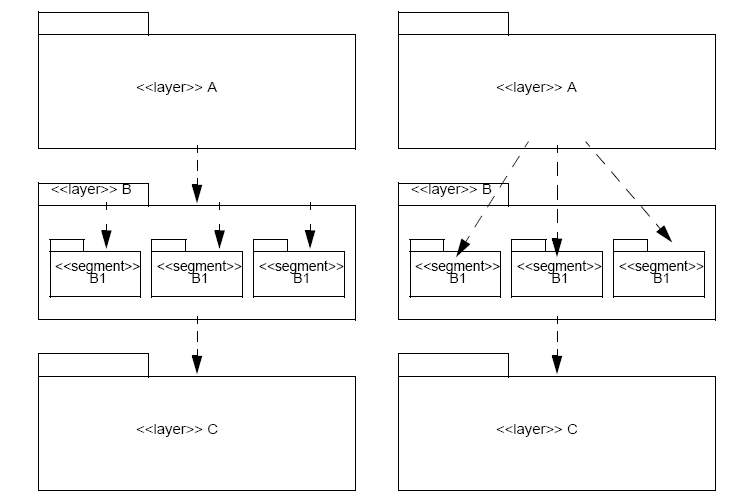 <<layer>> A
<<layer>> A
<<layer>> B
<<layer>> B
<<segment>>
B1
<<segment>>
B1
<<segment>>
B1
<<segment>>
B1
<<segment>>
B1
<<segment>>
B1
<<layer>> C
<<layer>> C